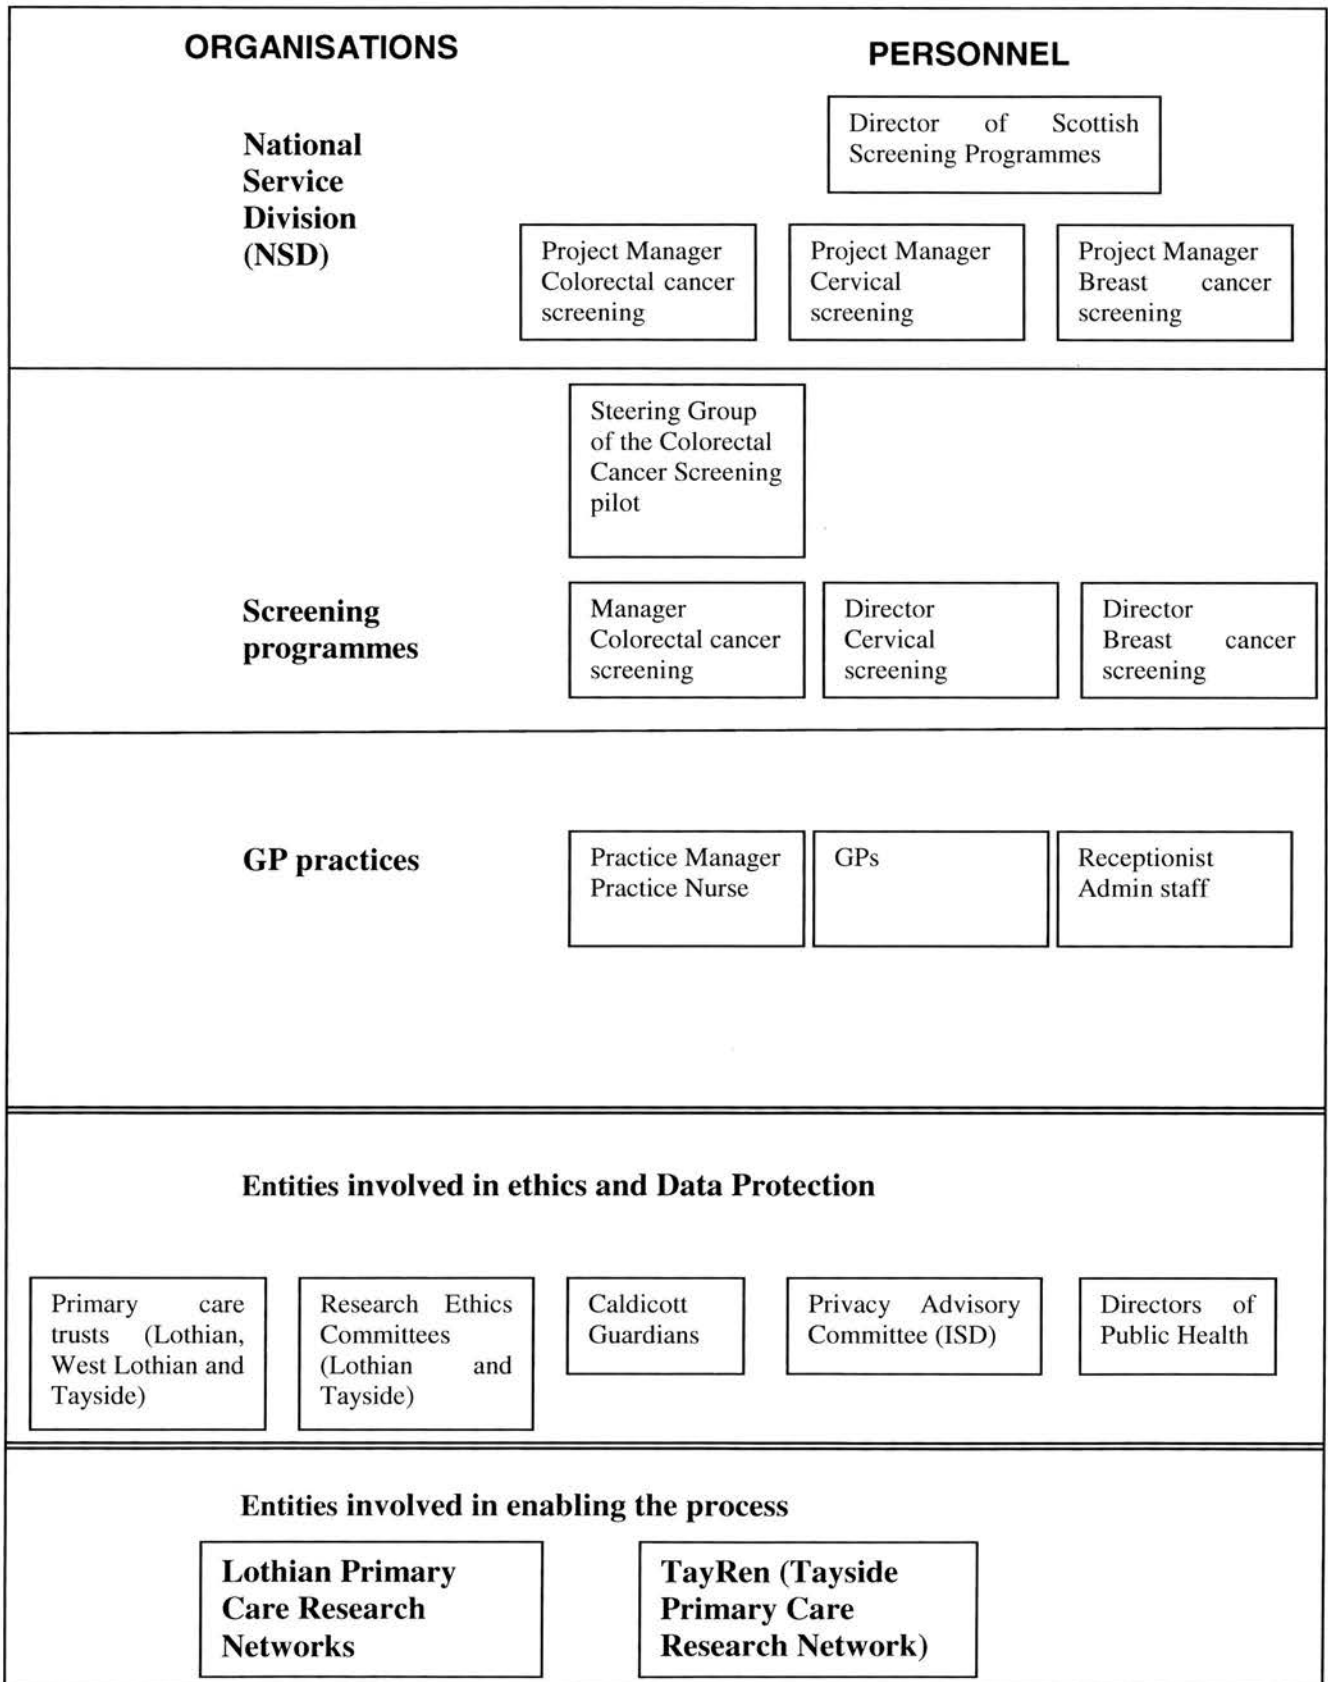 ORGANISATIONS
PERSONNEL
National
Service
Division
(NSD)
Director of Scottish
Screening Programmes
Project Manager
Colorectal cancer
screening
Project Manager
Cervical
screening
Project Manager
Breast cancer
screening
Steering Group
of the Colorectal
Cancer Screening
pilot
Screening
programmes
Manager
Colorectal cancer
screening
Director
Cervical
screening
Director
Breast cancer
screening
GP practices
Practice Manager
Practice Nurse
GPs
Receptionist
Admin staff
Entities involved in ethics and Data Protection
Primary care
trusts (Lothian,
West Lothian and
Tayside)
Research Ethics
Committees
(Lothian and
Tayside)
Caldicott
Guardians
Privacy Advisory
Committee (ISD)
Directors of
Public Health
Entities involved in enabling the process
Lothian Primary
Care Research
Networks
TayRen (Tayside
Primary Care
Research Network)